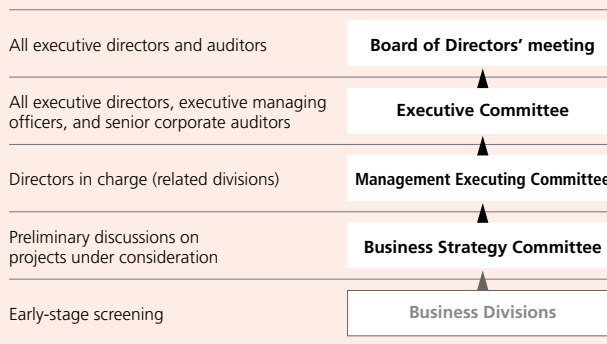 All executive directors and auditors
Board of Directors' meeting
All executive directors, executive managing
officers, and senior corporate auditors
Executive Committee
Directors in charge (related divisions)
Management Executing Committee
Preliminary discussions on
projects under consideration
Business Strategy Committee
Early-stage screening
Business Divisions